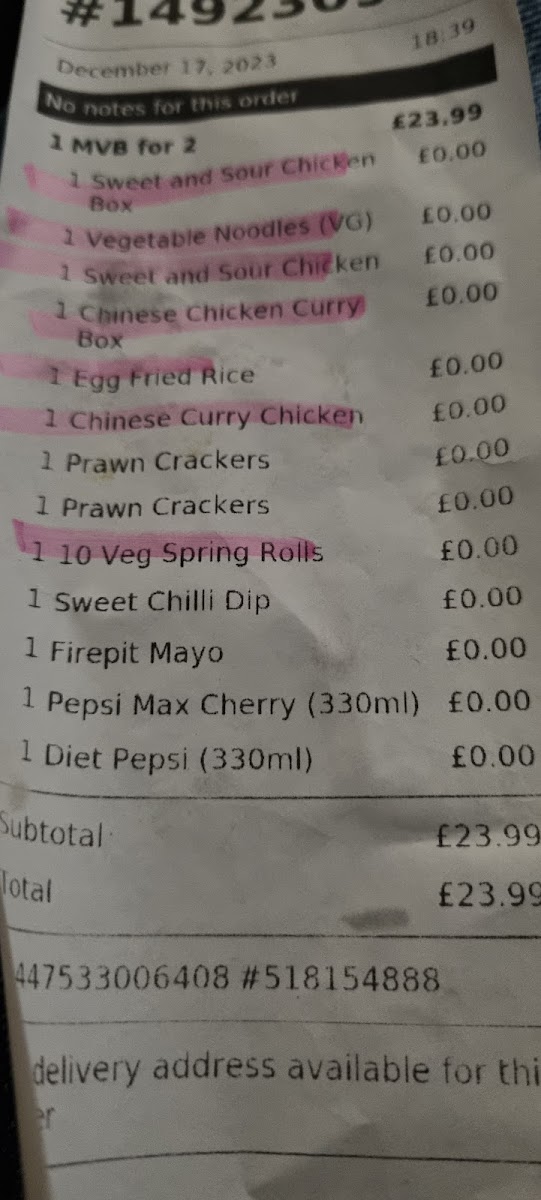 December 17, 2023
18:39
No notes for this order
1 MVB for 2 £23.99
1 Sweet and Sour Chicken £0.00
Box
1 Vegetable Noodles (VG) £0.00
1 Sweet and Sour Chicken £0.00
1 Chinese Chicken Curry £0.00
Box
1 Egg Fried Rice £0.00
1 Chinese Curry Chicken £0.00
1 Prawn Crackers £0.00
1 Prawn Crackers £0.00
1 10 Veg Spring Rolls £0.00
1 Sweet Chilli Dip £0.00
1 Firepit Mayo £0.00
1 Pepsi Max Cherry (330ml) £0.00
1 Diet Pepsi (330ml) £0.00
Subtotal £23.99
Total £23.99
447533006408 #518154888
delivery address available for thi
er